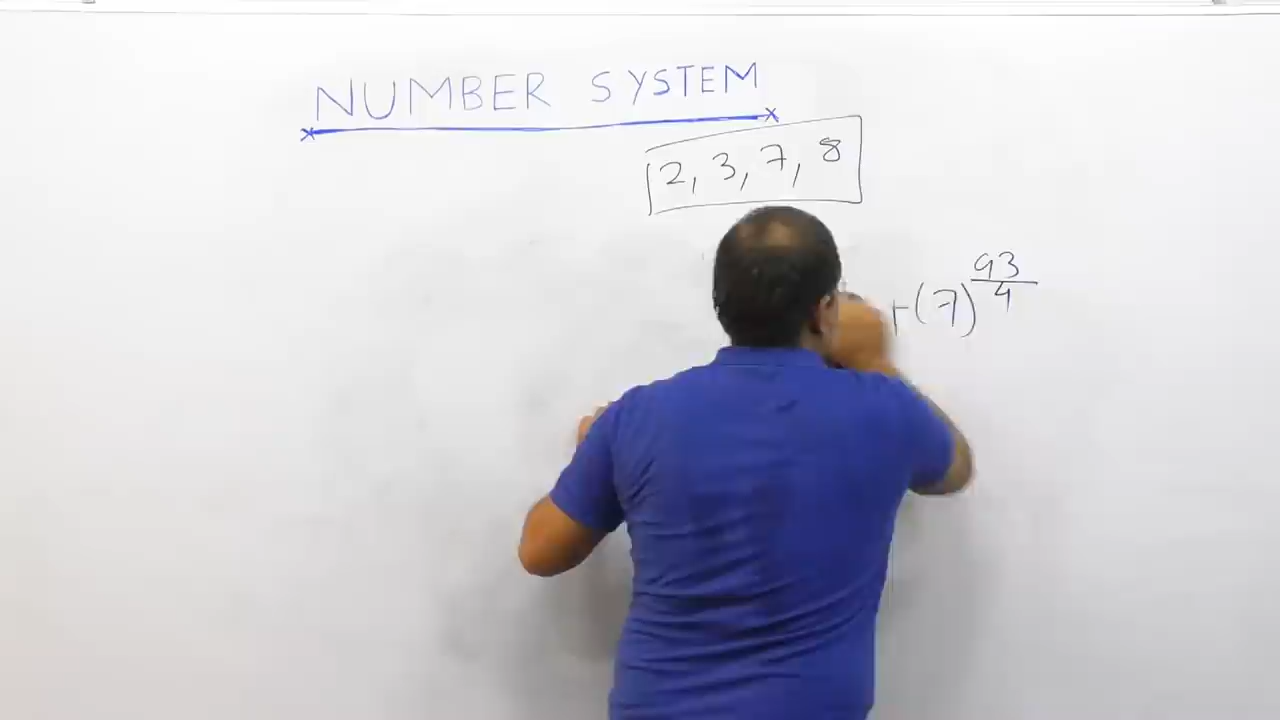 NUMBER SYSTEM
2, 3, 7, 8
+(7)^(93/4)